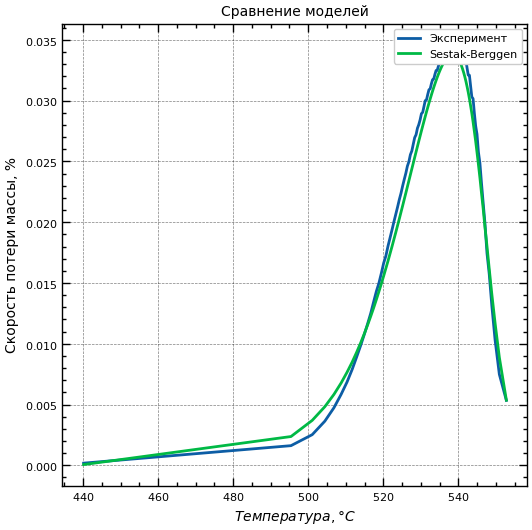 Сравнение моделей
Эксперимент
Sestak-Berggen
Скорость потери массы, %
0.035
0.030
0.025
0.020
0.015
0.010
0.005
0.000
440 460 480 500 520 540
Температура, °C